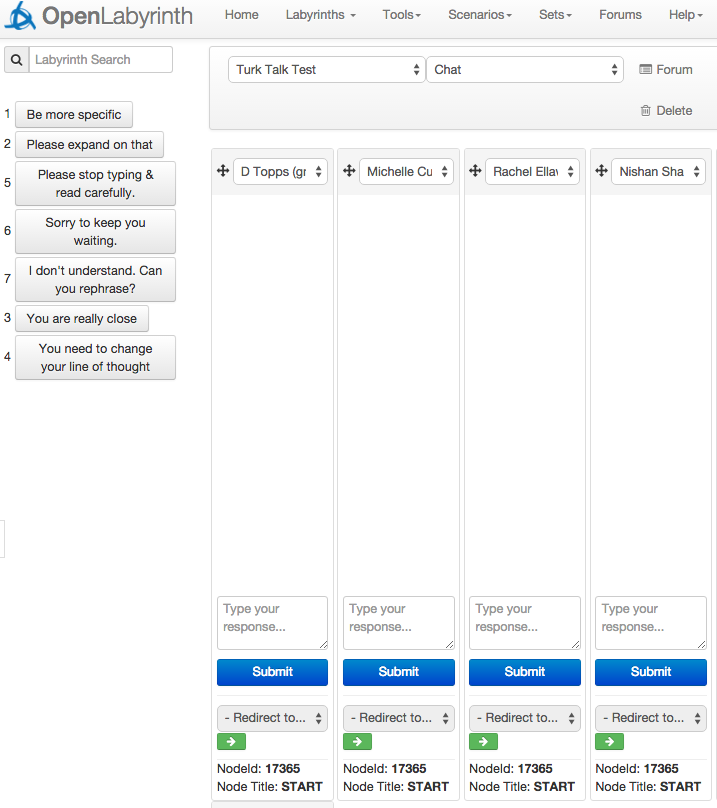 OpenLabyrinth
Home Labyrinths Tools Scenarios Sets Forums Help
Labyrinth Search
Turk Talk Test Chat Forum
Delete
1 Be more specific
2 Please expand on that
5 Please stop typing &
read carefully.
6 Sorry to keep you
waiting.
7 I don't understand. Can
you rephrase?
3 You are really close
4 You need to change
your line of thought
D Topps (gr Michelle Cu Rachel Ellav Nishan Sha
Type your Type your Type your Type your
response... response... response... response...
Submit Submit Submit Submit
- Redirect to... - Redirect to... - Redirect to... - Redirect to...
NodeId: 17365 NodeId: 17365 NodeId: 17365 NodeId: 17365
Node Title: START Node Title: START Node Title: START Node Title: START